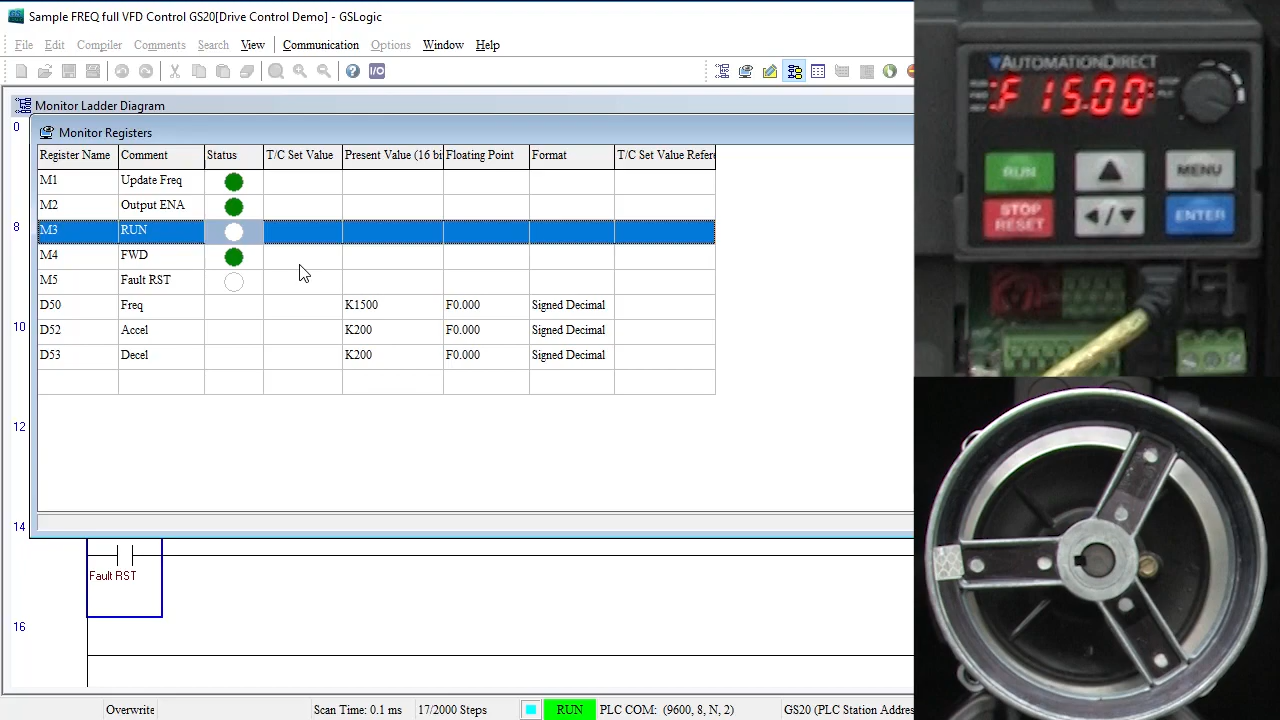 Sample FREQ full VFD Control GS20[Drive Control Demo] - GSLogic
File Edit Compiler Comments Search View Communication Options Window Help
Monitor Ladder Diagram
0
Monitor Registers
Register Name Comment Status T/C Set Value Present Value (16 bi Floating Point Format T/C Set Value Refere
M1 Update Freq
M2 Output ENA
8
M3 RUN
M4 FWD
M5 Fault RST
D50 Freq K1500 F0.000 Signed Decimal
10
D52 Accel K200 F0.000 Signed Decimal
D53 Decel K200 F0.000 Signed Decimal
12
14
Fault RST
16
Overwrite Scan Time: 0.1 ms 17/2000 Steps RUN PLC COM: (9600, 8, N, 2) GS20 (PLC Station Addre
AUTOMATIONDIRECT
F 15.00
RUN MENU
STOP
RESET
ENTER